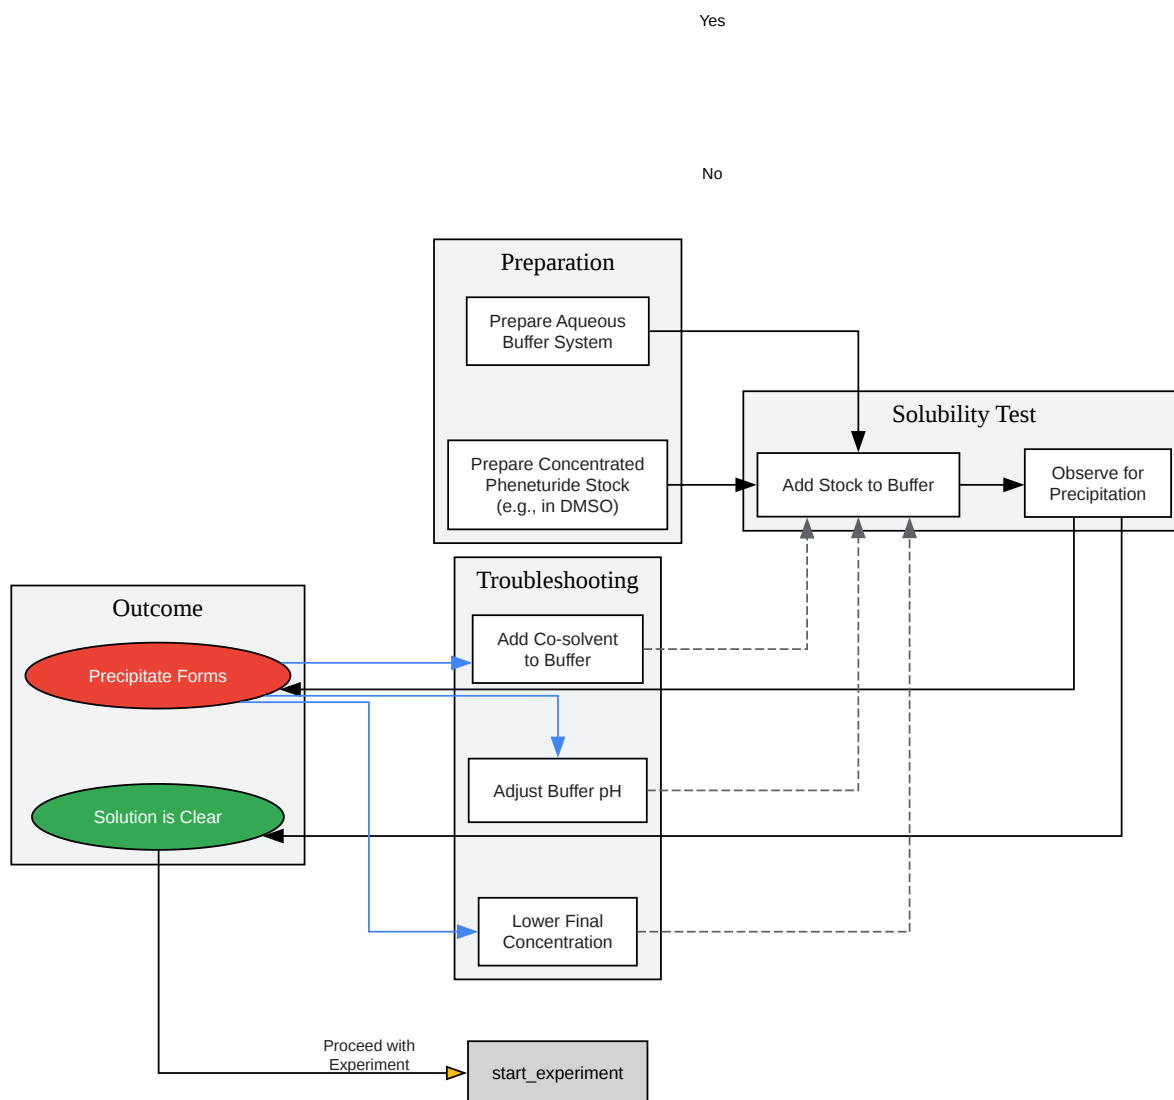 Yes
No
Preparation
Prepare Aqueous
Buffer System
Prepare Concentrated
Pheneturide Stock
(e.g., in DMSO)
Solubility Test
Add Stock to Buffer
Observe for
Precipitation
Troubleshooting
Add Co-solvent
to Buffer
Adjust Buffer pH
Lower Final
Concentration
Outcome
Precipitate Forms
Solution is Clear
Proceed with
Experiment
start_experiment